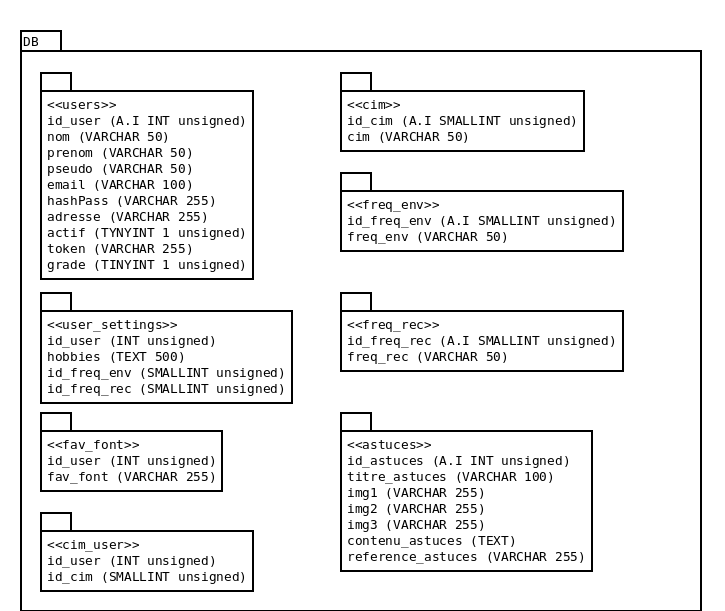 DB
<<users>>
id_user (A.I INT unsigned)
nom (VARCHAR 50)
prenom (VARCHAR 50)
pseudo (VARCHAR 50)
email (VARCHAR 100)
hashPass (VARCHAR 255)
adresse (VARCHAR 255)
actif (TYNYINT 1 unsigned)
token (VARCHAR 255)
grade (TINYINT 1 unsigned)
<<user_settings>>
id_user (INT unsigned)
hobbies (TEXT 500)
id_freq_env (SMALLINT unsigned)
id_freq_rec (SMALLINT unsigned)
<<fav_font>>
id_user (INT unsigned)
fav_font (VARCHAR 255)
<<cim_user>>
id_user (INT unsigned)
id_cim (SMALLINT unsigned)
<<cim>>
id_cim (A.I SMALLINT unsigned)
cim (VARCHAR 50)
<<freq_env>>
id_freq_env (A.I SMALLINT unsigned)
freq_env (VARCHAR 50)
<<freq_rec>>
id_freq_rec (A.I SMALLINT unsigned)
freq_rec (VARCHAR 50)
<<astuces>>
id_astuces (A.I INT unsigned)
titre_astuces (VARCHAR 100)
img1 (VARCHAR 255)
img2 (VARCHAR 255)
img3 (VARCHAR 255)
contenu_astuces (TEXT)
reference_astuces (VARCHAR 255)